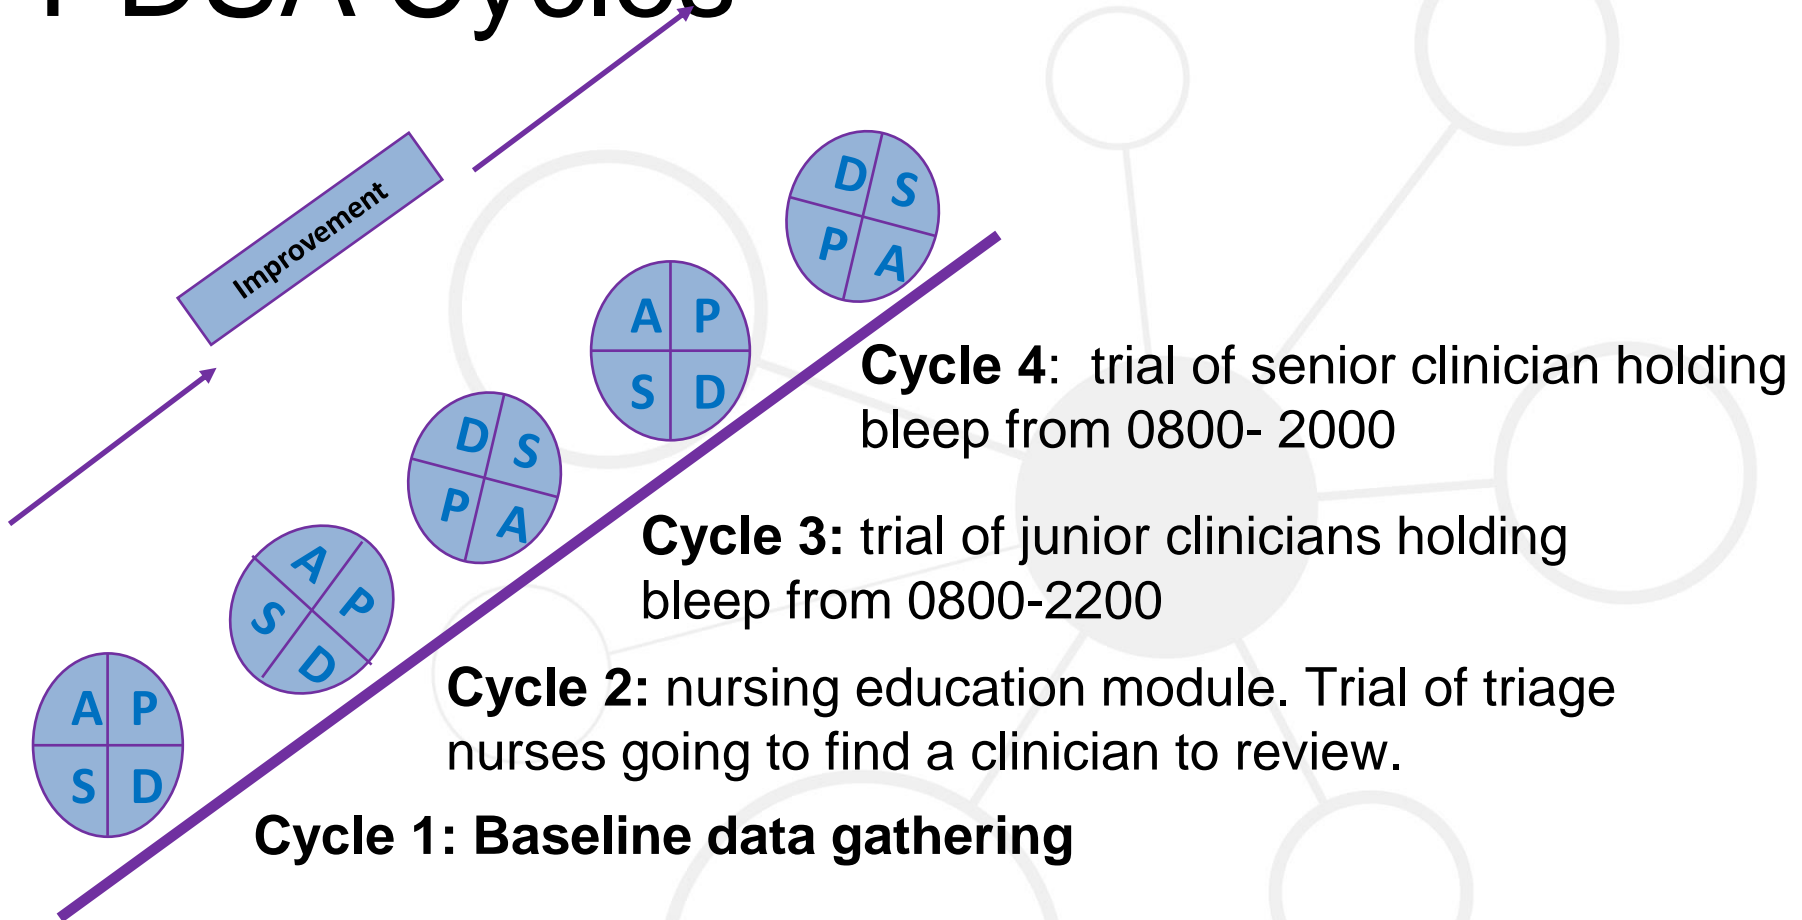 PDSA Cycles
Improvement
D S
P A
A P
S D
D S
P A
A P
S D
A P
S D
Cycle 4:  trial of senior clinician holding
bleep from 0800- 2000
Cycle 3: trial of junior clinicians holding
bleep from 0800-2200
Cycle 2: nursing education module. Trial of triage
nurses going to find a clinician to review.
Cycle 1: Baseline data gathering